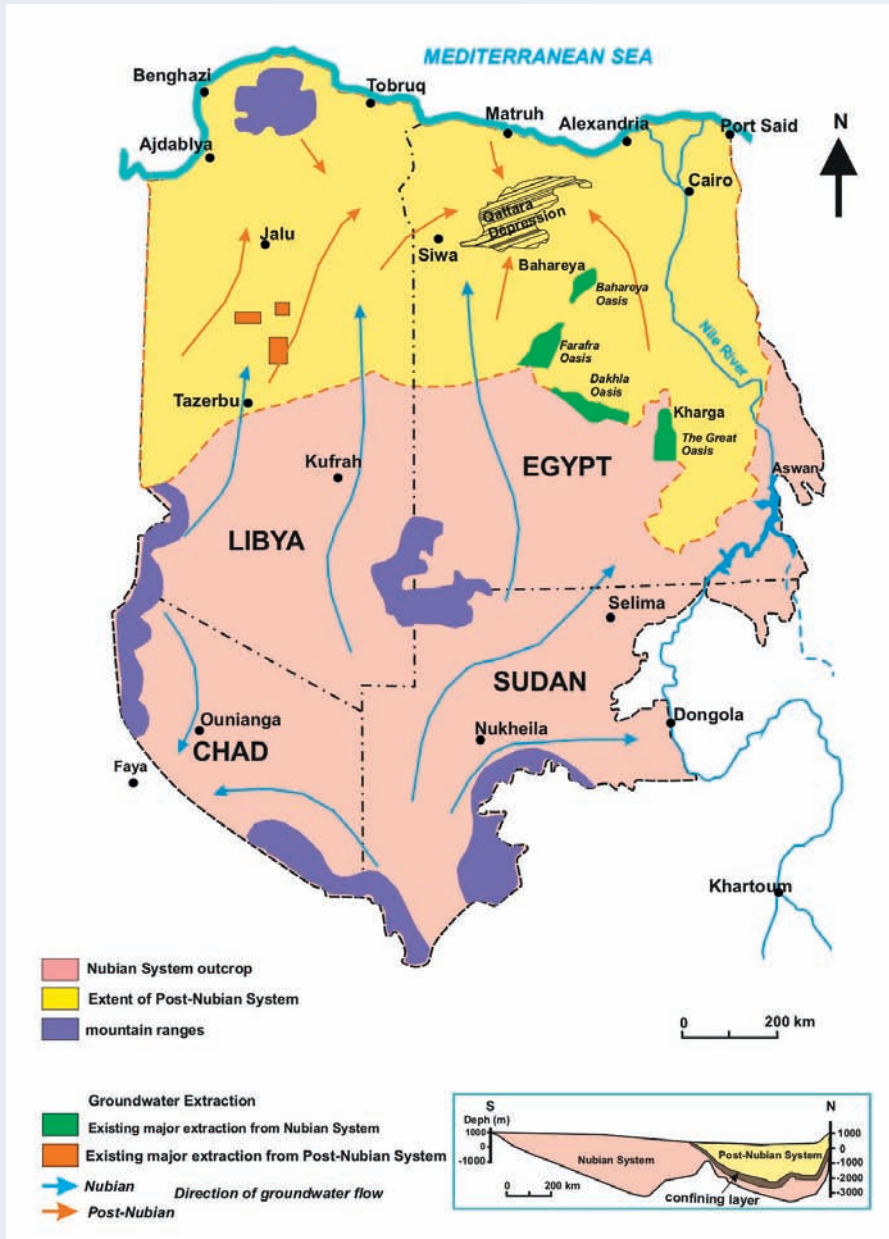 MEDITERRANEAN SEA
Benghazi
Tobruq
Matruh
Alexandria
Port Said
Ajdablya
N
Cairo
Qattara
Depression
Jalu
Siwa
Bahareya
Bahareya
Oasis
Nile River
Farafra
Oasis
Dakhla
Oasis
Tazerbu
Kharga
The Great
Oasis
Kufrah
EGYPT
Aswan
LIBYA
Selima
SUDAN
Ounianga
Dongola
Nukheila
CHAD
Faya
Khartoum
Nubian System outcrop
Extent of Post-Nubian System
mountain ranges
0 200 km
Groundwater Extraction
Existing major extraction from Nubian System
Existing major extraction from Post-Nubian System
Nubian
Direction of groundwater flow
Post-Nubian
S N
Deph (m)
1000
0
-1000
Nubian System
Post-Nubian System
1000
0
-1000
-2000
-3000
0 200 km
confining layer